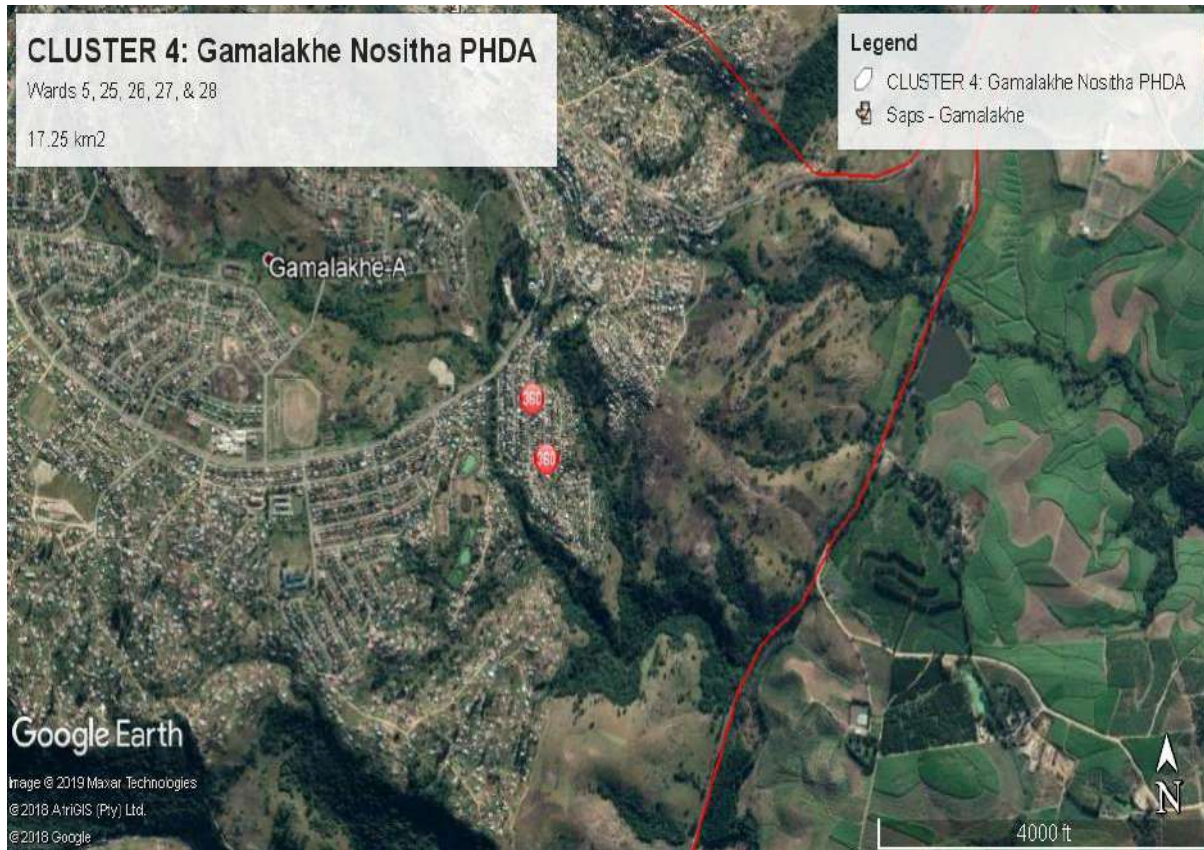 CLUSTER 4: Gamalakhe Nositha PHDA
Wards 5, 25, 26, 27, & 28
17.25 km2
Legend
CLUSTER 4: Gamalakhe Nositha PHDA
Saps - Gamalakhe
Gamalakhe-A
360
360
Google Earth
Image © 2019 Maxar Technologies
© 2018 AfriGIS (Pty) Ltd.
© 2018 Google
N
4000 ft